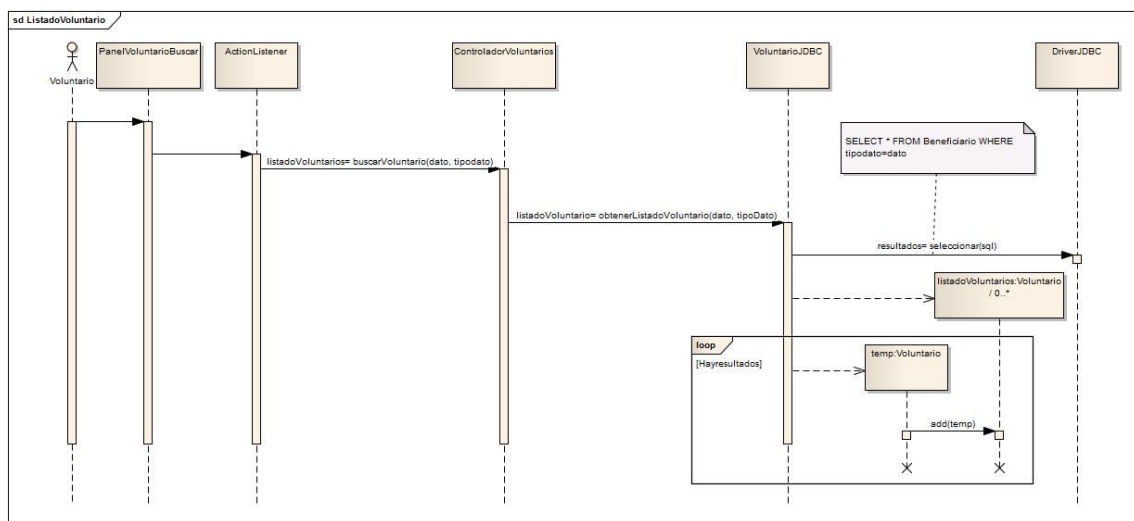 sd ListadoVoluntario
Voluntario
PanelVoluntarioBuscar
ActionListener
ControladorVoluntarios
VoluntarioJDBC
DriverJDBC
SELECT * FROM Beneficiario WHERE
tipodato=dato
listadoVoluntarios= buscarVoluntario(dato, tipodato)
listadoVoluntario= obtenerListadoVoluntario(dato, tipoDato)
resultados= seleccionar(sql)
listadoVoluntarios:Voluntario
/ 0..*
loop
[Hayresultados]
temp:Voluntario
add(temp)